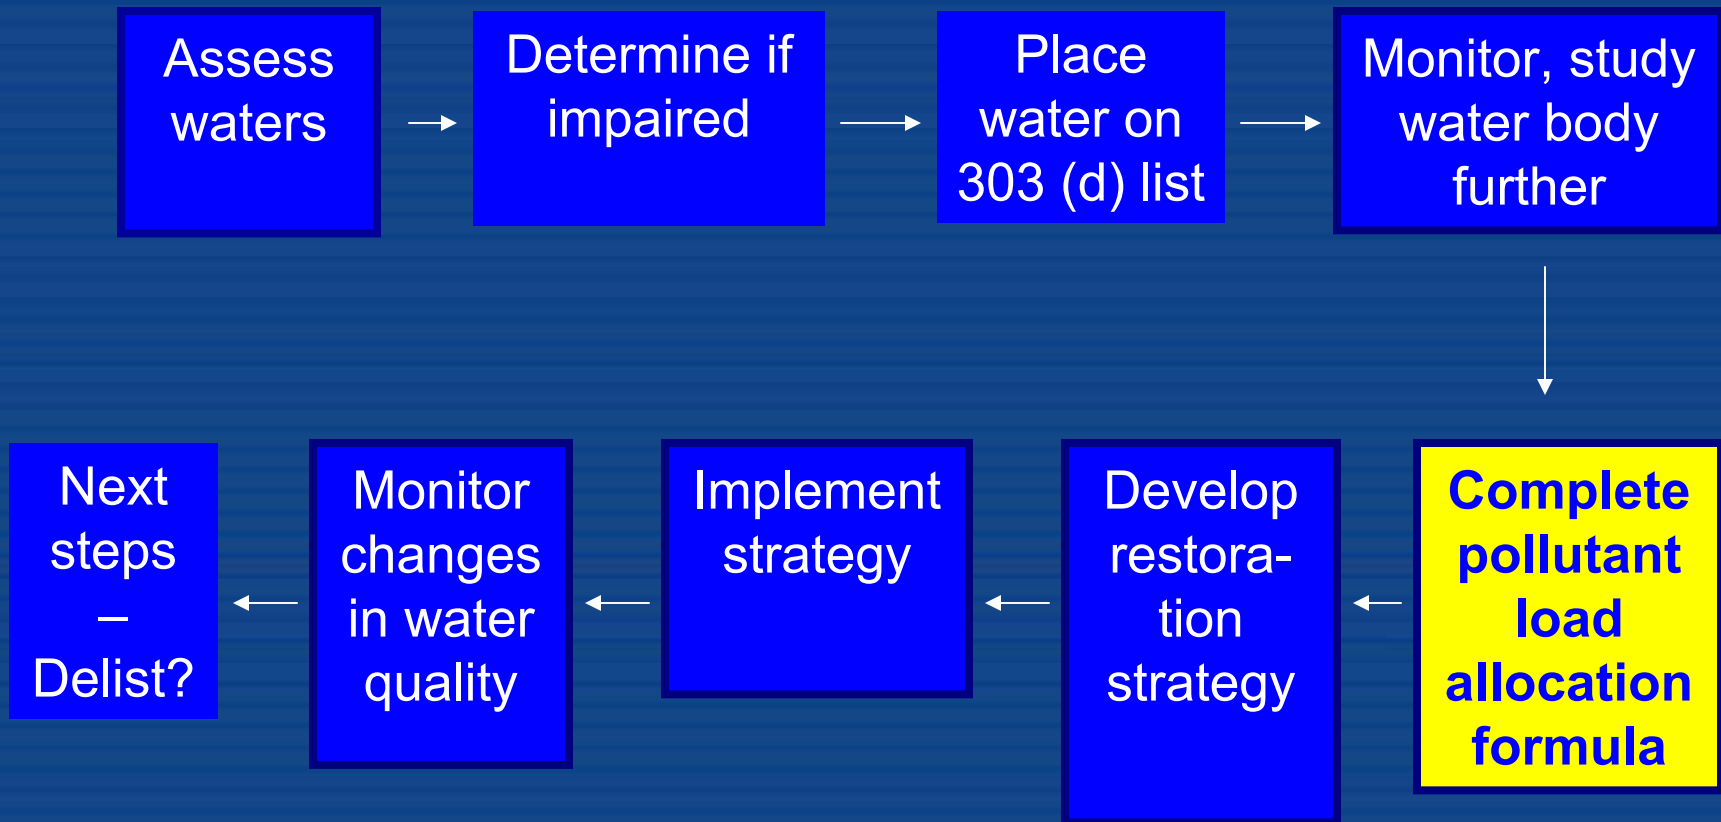 Assess
waters
Determine if
impaired
Place
water on
303 (d) list
Monitor, study
water body
further
Complete
pollutant
load
allocation
formula
Develop
restora-
tion
strategy
Implement
strategy
Monitor
changes
in water
quality
Next
steps
–
Delist?